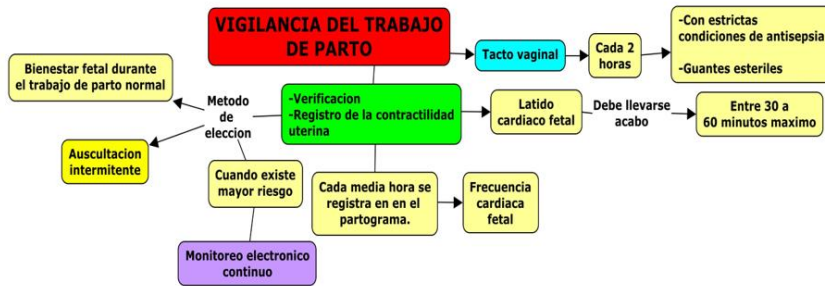 VIGILANCIA DEL TRABAJO
DE PARTO
Tacto vaginal
Cada 2
horas
-Con estrictas
condiciones de antisepsia
-Guantes esteriles
Bienestar fetal durante
el trabajo de parto normal
Metodo
de
eleccion
-Verificacion
-Registro de la contractilidad
uterina
Latido
cardiaco fetal
Debe llevarse
acabo
Entre 30 a
60 minutos maximo
Auscultacion
intermitente
Cuando existe
mayor riesgo
Cada media hora se
registra en en el
partograma.
Frecuencia
cardiaca
fetal
Monitoreo electronico
continuo